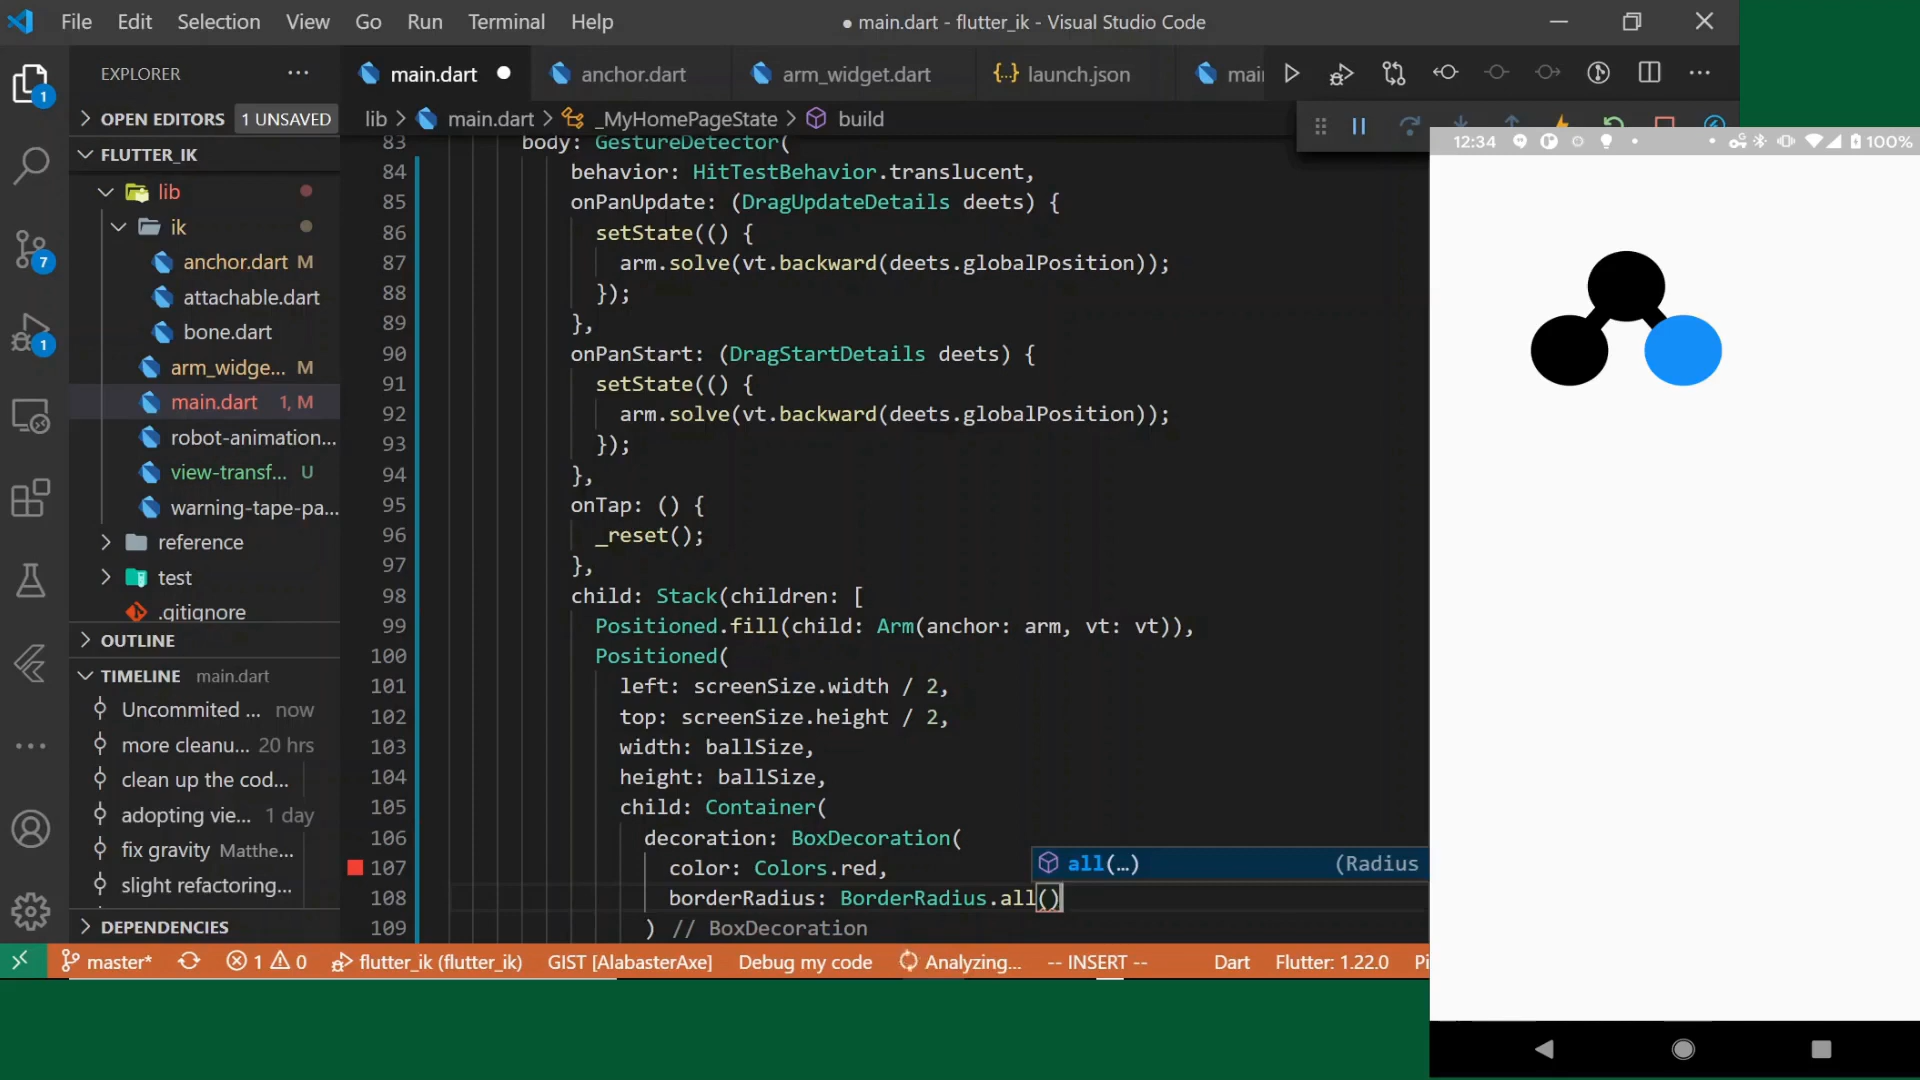 File Edit Selection View Go Run Terminal Help
● main.dart - flutter_ik - Visual Studio Code
EXPLORER
main.dart anchor.dart arm_widget.dart launch.json mai
OPEN EDITORS 1 UNSAVED
lib > main.dart > _MyHomePageState > build
FLUTTER_IK
lib
ik
anchor.dart M
attachable.dart
bone.dart
arm_widge... M
main.dart 1, M
robot-animation...
view-transf... U
warning-tape-pa...
reference
test
.gitignore
OUTLINE
TIMELINE main.dart
Uncommited ... now
more cleanu... 20 hrs
clean up the cod...
adopting vie... 1 day
fix gravity Matthe...
slight refactoring...
DEPENDENCIES
1
7
1
83 body: GestureDetector(
84 behavior: HitTestBehavior.translucent,
85 onPanUpdate: (DragUpdateDetails deets) {
86 setState(() {
87 arm.solve(vt.backward(deets.globalPosition));
88 });
89 },
90 onPanStart: (DragStartDetails deets) {
91 setState(() {
92 arm.solve(vt.backward(deets.globalPosition));
93 });
94 },
95 onTap: () {
96 _reset();
97 },
98 child: Stack(children: [
99 Positioned.fill(child: Arm(anchor: arm, vt: vt)),
100 Positioned(
101 left: screenSize.width / 2,
102 top: screenSize.height / 2,
103 width: ballSize,
104 height: ballSize,
105 child: Container(
106 decoration: BoxDecoration(
107 color: Colors.red,
all(…) (Radius
108 borderRadius: BorderRadius.all()
109 ) // BoxDecoration
master* 1 0 flutter_ik (flutter_ik) GIST [AlabasterAxe] Debug my code Analyzing... -- INSERT -- Dart Flutter: 1.22.0 Pi
12:34 100%